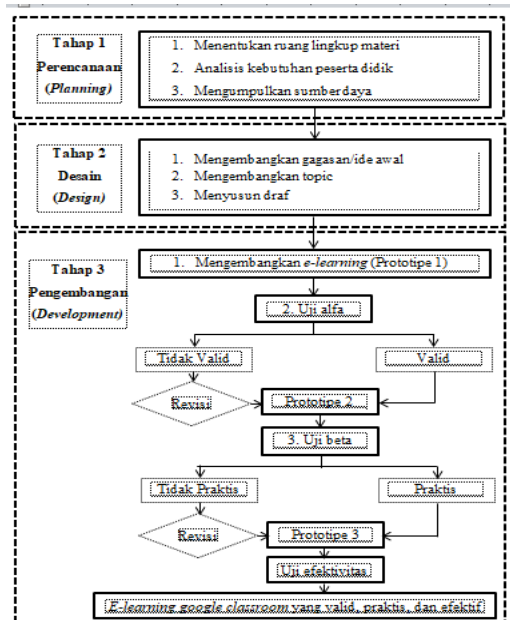 Tahap 1
Perencanaan
(Planning)
1. Menentukan ruang lingkup materi
2. Analisis kebutuhan peserta didik
3. Mengumpulkan sumber daya
Tahap 2
Desain
(Design)
1. Mengembangkan gagasan/ide awal
2. Mengembangkan topic
3. Menyusun draf
Tahap 3
Pengembangan
(Development)
1. Mengembangkan e-learning (Prototipe 1)
2. Uji alfa
Tidak Valid
Valid
Revisi
Prototipe 2
3. Uji beta
Tidak Praktis
Praktis
Revisi
Prototipe 3
Uji efektivitas
E-learning google classroom yang valid, praktis, dan efektif